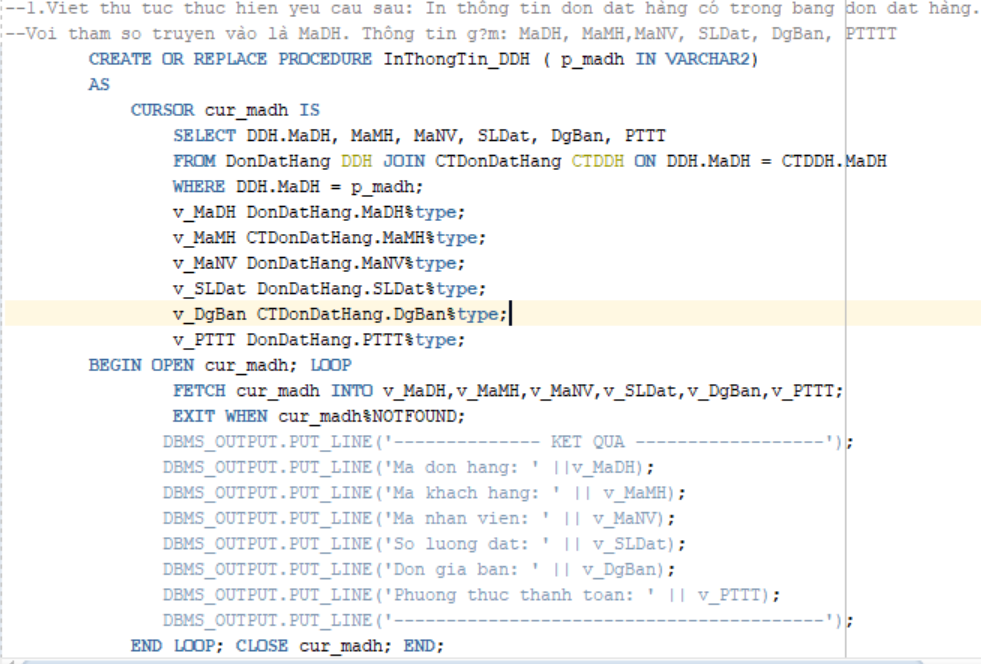 --1.Viet thu tuc thuc hien yeu cau sau: In thông tin don dat hàng có trong bang don dat hàng.
--Voi tham so truyen vào là MaDH. Thông tin g?m: MaDH, MaMH,MaNV, SLDat, DgBan, PTTTT
CREATE OR REPLACE PROCEDURE InThongTin_DDH ( p_madh IN VARCHAR2)
AS
CURSOR cur_madh IS
SELECT DDH.MaDH, MaMH, MaNV, SLDat, DgBan, PTTT
FROM DonDatHang DDH JOIN CTDonDatHang CTDDH ON DDH.MaDH = CTDDH.MaDH
WHERE DDH.MaDH = p_madh;
v_MaDH DonDatHang.MaDH%type;
v_MaMH CTDonDatHang.MaMH%type;
v_MaNV DonDatHang.MaNV%type;
v_SLDat DonDatHang.SLDat%type;
v_DgBan CTDonDatHang.DgBan%type;
v_PTTT DonDatHang.PTTT%type;
BEGIN OPEN cur_madh; LOOP
FETCH cur_madh INTO v_MaDH,v_MaMH,v_MaNV,v_SLDat,v_DgBan,v_PTTT;
EXIT WHEN cur_madh%NOTFOUND;
DBMS_OUTPUT.PUT_LINE('-------------- KET QUA ------------------');
DBMS_OUTPUT.PUT_LINE('Ma don hang: ' ||v_MaDH);
DBMS_OUTPUT.PUT_LINE('Ma khach hang: ' || v_MaMH);
DBMS_OUTPUT.PUT_LINE('Ma nhan vien: ' || v_MaNV);
DBMS_OUTPUT.PUT_LINE('So luong dat: ' || v_SLDat);
DBMS_OUTPUT.PUT_LINE('Don gia ban: ' || v_DgBan);
DBMS_OUTPUT.PUT_LINE('Phuong thuc thanh toan: ' || v_PTTT);
DBMS_OUTPUT.PUT_LINE('-----------------------------------------');
END LOOP; CLOSE cur_madh; END;